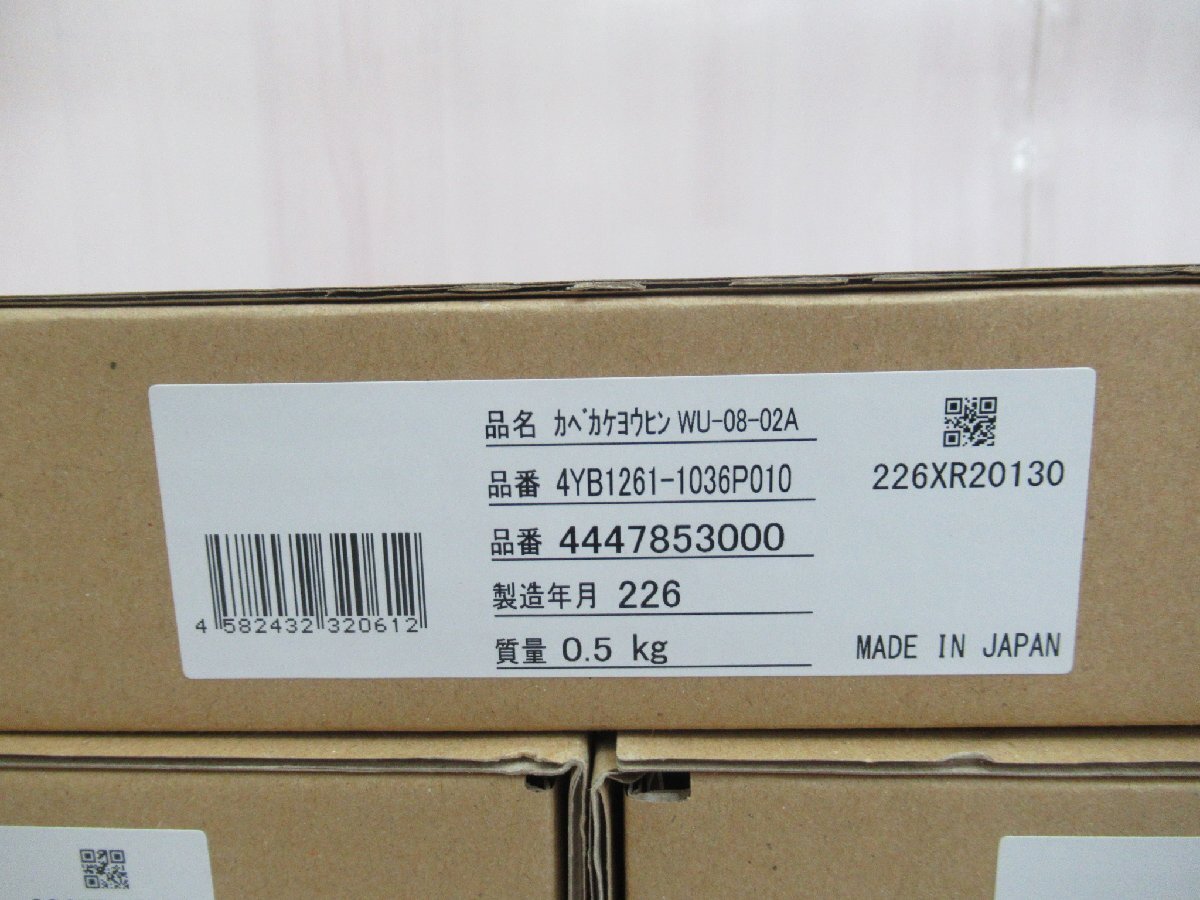 品名 ｶﾍﾞｶｹﾖｳﾋﾝ WU-08-02A
品番 4YB1261-1036P010
226XR20130
品番 4447853000
製造年月 226
4 582432 320612
質量 0.5 kg
MADE IN JAPAN